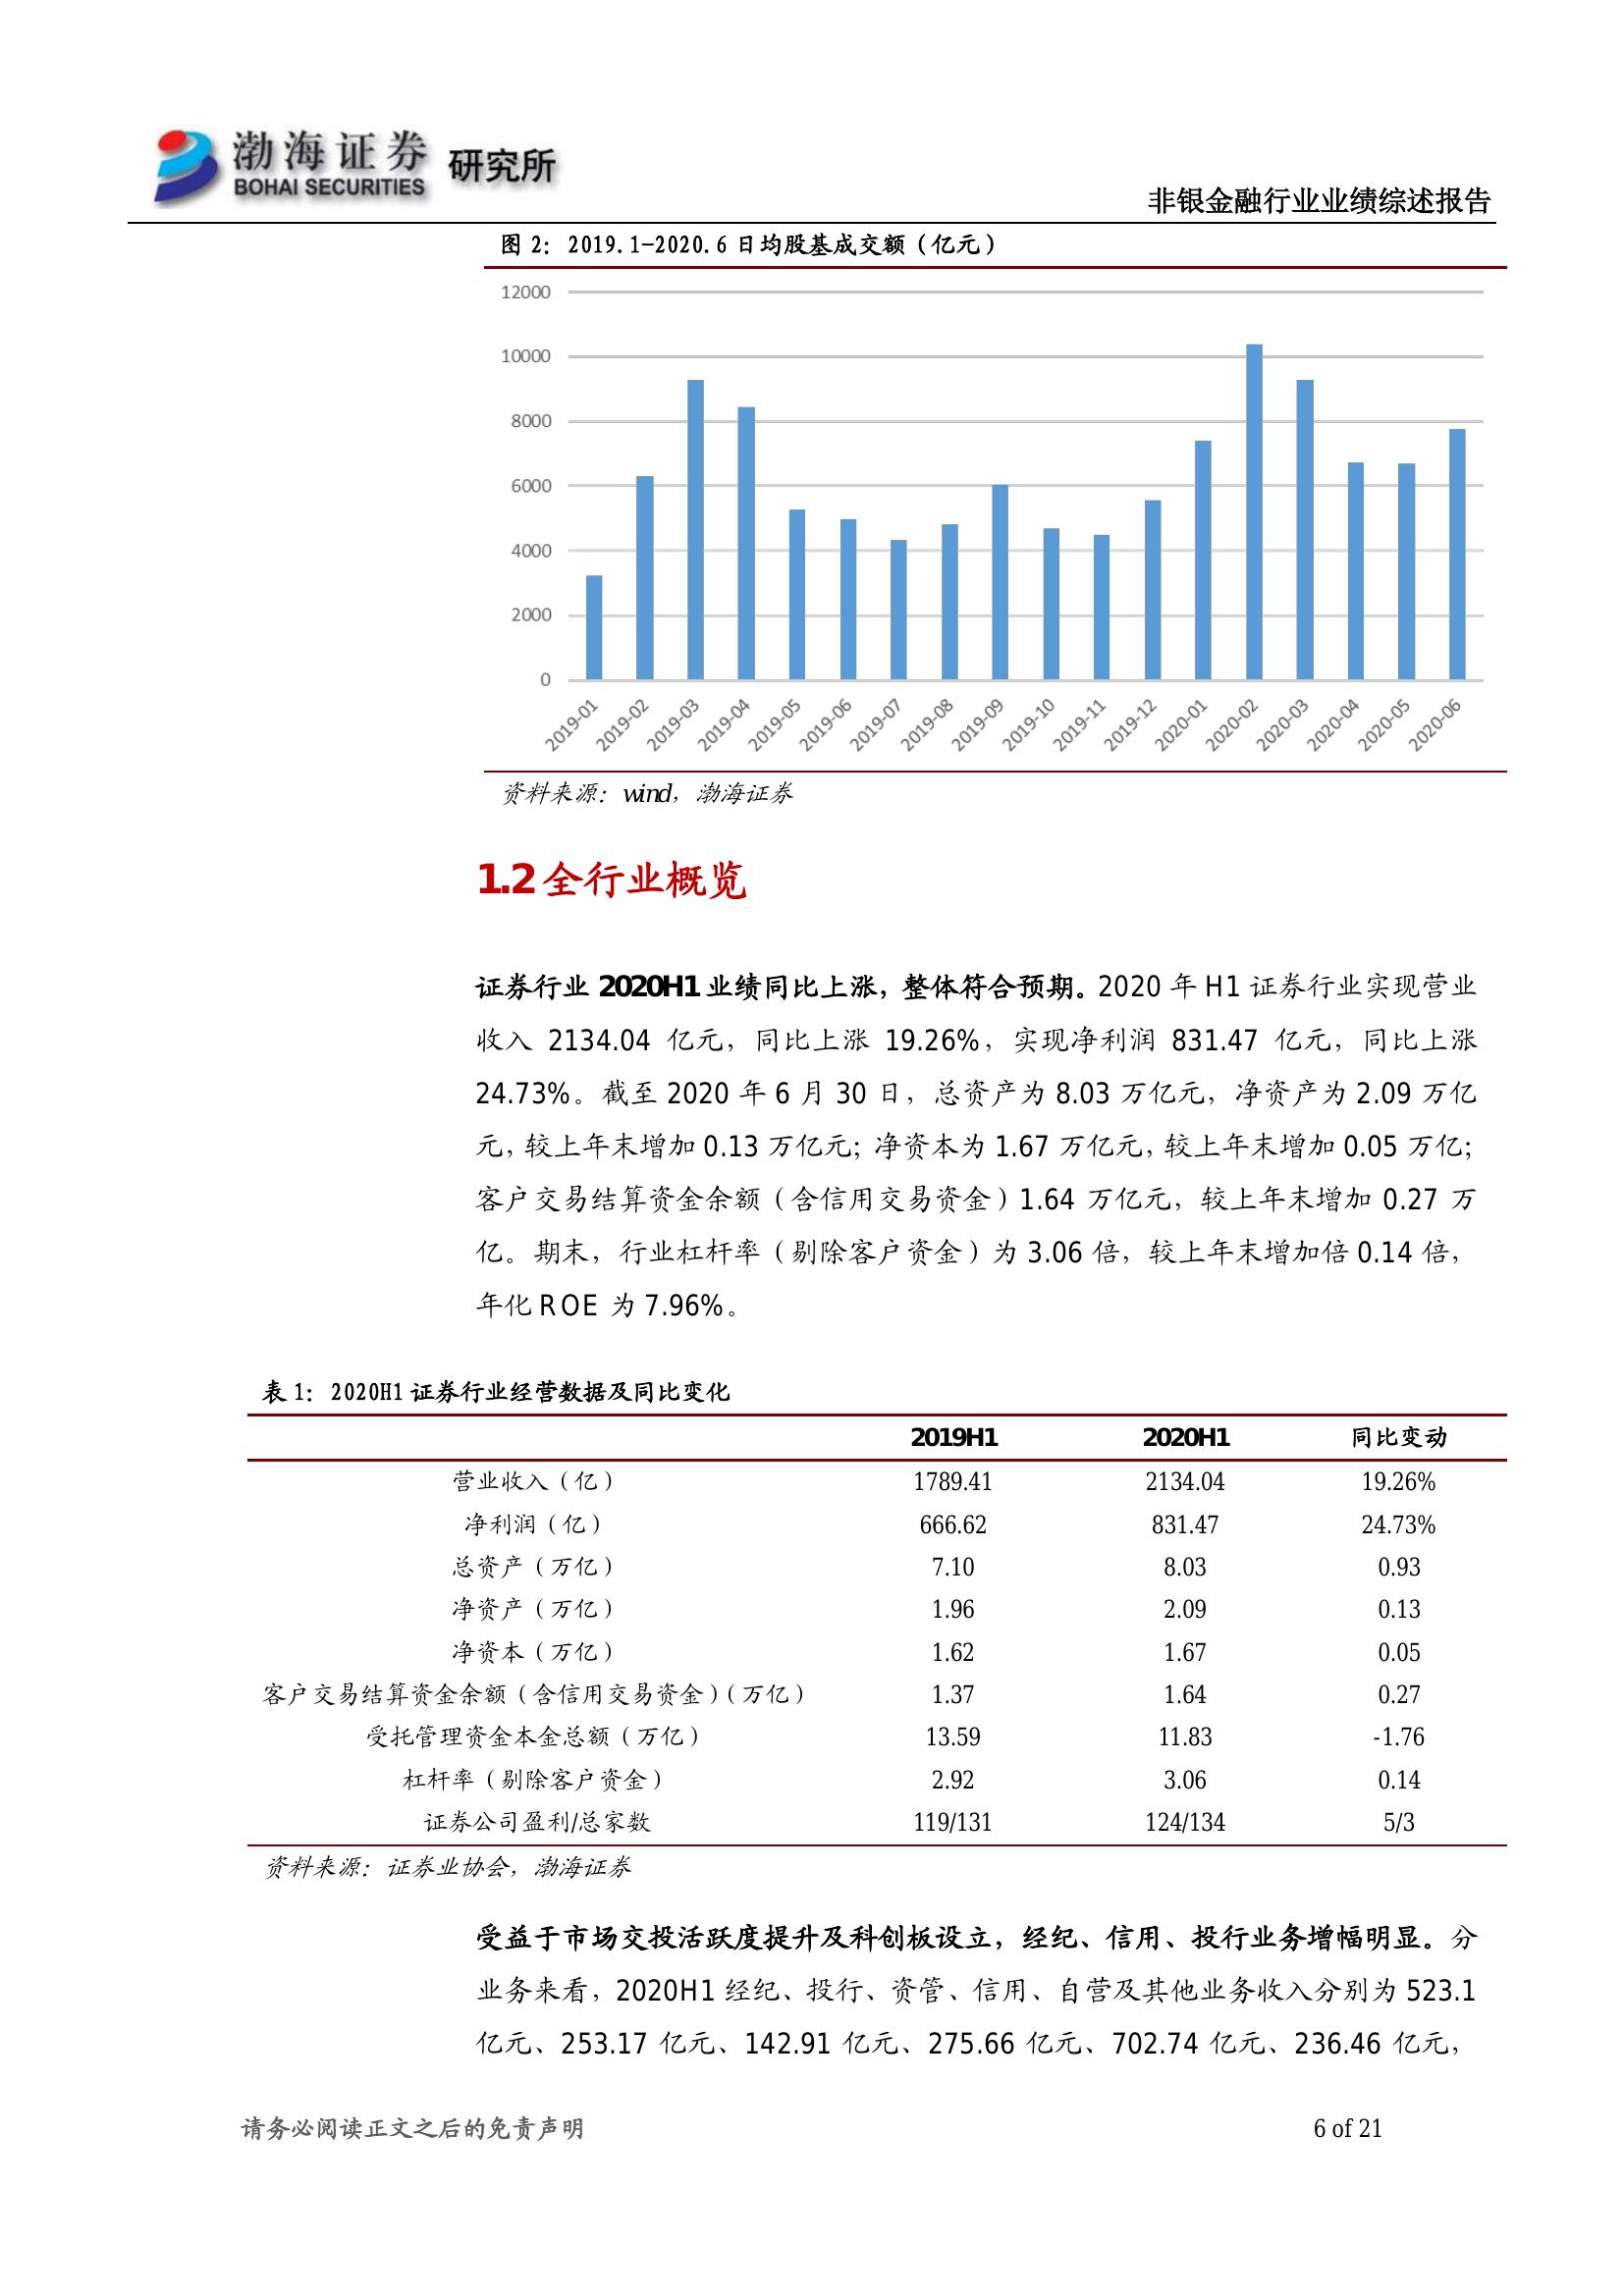 渤海证券 研究所
BOHAI SECURITIES
非银金融行业业绩综述报告
图 2：2019.1-2020.6 日均股基成交额（亿元）
12000
10000
8000
6000
4000
2000
0
2019-01 2019-02 2019-03 2019-04 2019-05 2019-06 2019-07 2019-08 2019-09 2019-10 2019-11 2019-12 2020-01 2020-02 2020-03 2020-04 2020-05 2020-06
资料来源：wind，渤海证券
1.2 全行业概览
证券行业 2020H1 业绩同比上涨，整体符合预期。2020 年 H1 证券行业实现营业
收入 2134.04 亿元，同比上涨 19.26%，实现净利润 831.47 亿元，同比上涨
24.73%。截至 2020 年 6 月 30 日，总资产为 8.03 万亿元，净资产为 2.09 万亿
元，较上年末增加 0.13 万亿元；净资本为 1.67 万亿元，较上年末增加 0.05 万亿；
客户交易结算资金余额（含信用交易资金）1.64 万亿元，较上年末增加 0.27 万
亿。期末，行业杠杆率（剔除客户资金）为 3.06 倍，较上年末增加倍 0.14 倍，
年化 ROE 为 7.96%。
表 1：2020H1 证券行业经营数据及同比变化
2019H1 2020H1 同比变动
营业收入（亿） 1789.41 2134.04 19.26%
净利润（亿） 666.62 831.47 24.73%
总资产（万亿） 7.10 8.03 0.93
净资产（万亿） 1.96 2.09 0.13
净资本（万亿） 1.62 1.67 0.05
客户交易结算资金余额（含信用交易资金）（万亿） 1.37 1.64 0.27
受托管理资金本金总额（万亿） 13.59 11.83 -1.76
杠杆率（剔除客户资金） 2.92 3.06 0.14
证券公司盈利/总家数 119/131 124/134 5/3
资料来源：证券业协会，渤海证券
受益于市场交投活跃度提升及科创板设立，经纪、信用、投行业务增幅明显。分
业务来看，2020H1 经纪、投行、资管、信用、自营及其他业务收入分别为 523.1
亿元、253.17 亿元、142.91 亿元、275.66 亿元、702.74 亿元、236.46 亿元，
请务必阅读正文之后的免责声明 6 of 21